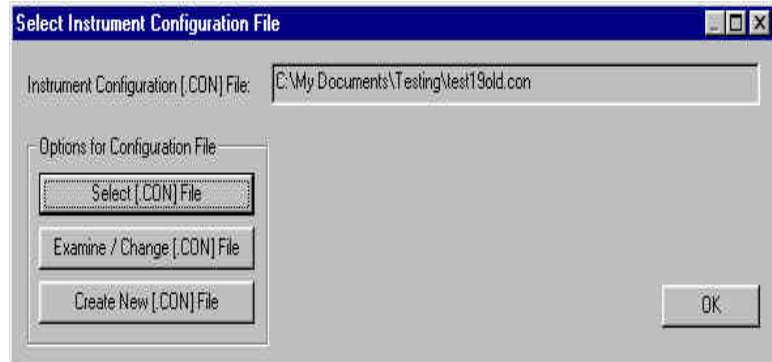 Select Instrument Configuration File
Instrument Configuration [.CON] File: C:\My Documents\Testing\test19old.con
Options for Configuration File
Select [.CON] File
Examine / Change [.CON] File
Create New [.CON] File
OK